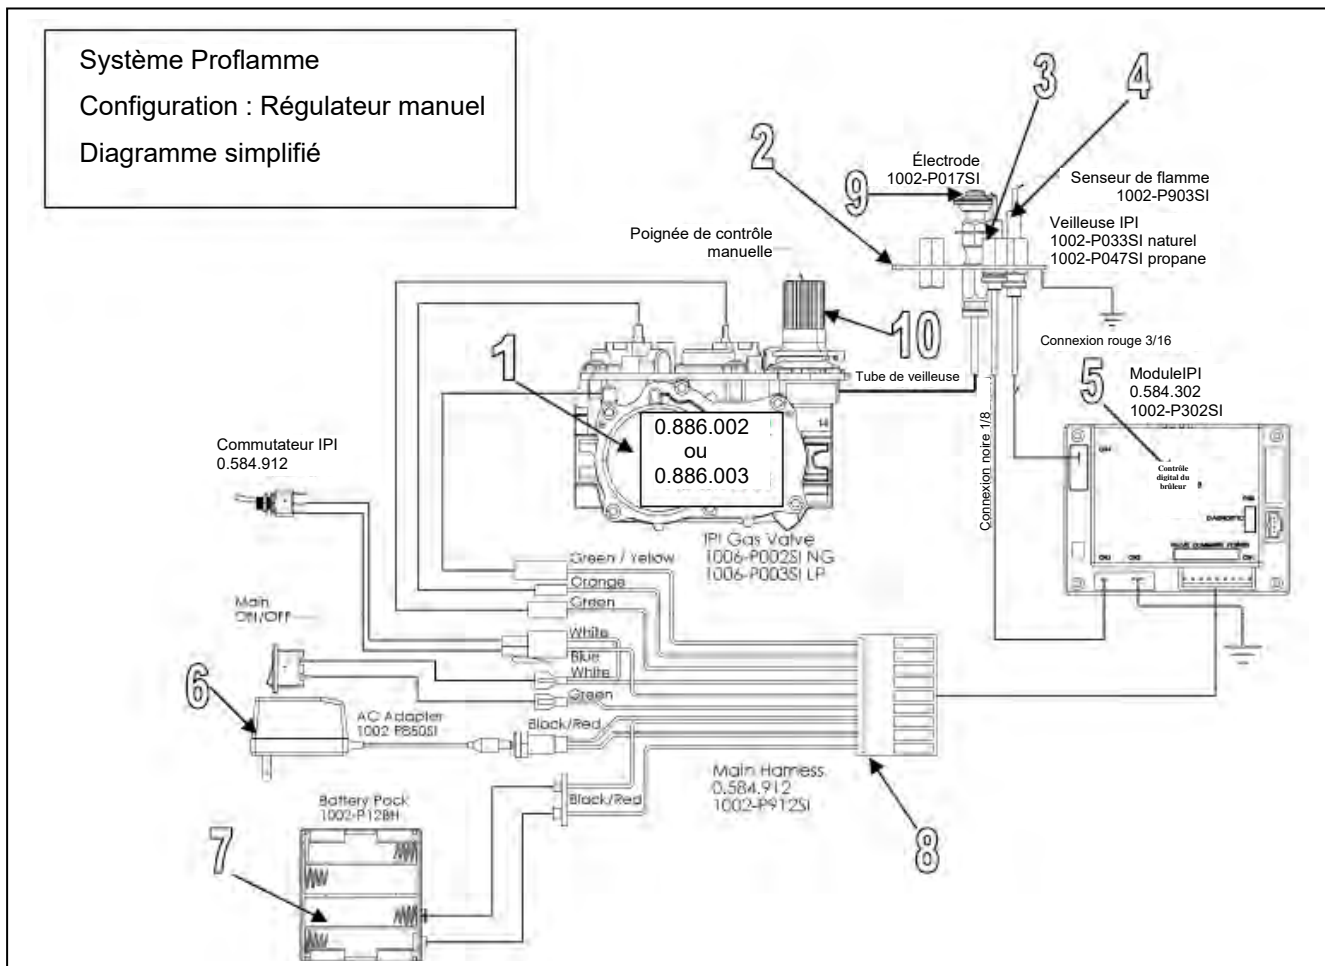 Système Proflamme
Configuration : Régulateur manuel
Diagramme simplifié
3
4
2
9
Électrode
1002-P017SI
Senseur de flamme
1002-P903SI
Veilleuse IPI
1002-P033SI naturel
1002-P047SI propane
Poignée de contrôle
manuelle
10
1
Connexion rouge 3/16
Tube de veilleuse
5
ModuleIPI
0.584.302
1002-P302SI
0.886.002
ou
0.886.003
14
Commutateur IPI
0.584.912
Connexion noire 1/8
Contrôle
digital du
brûleur
DIAGNOSTIC
IPI Gas Valve
1006-P002SI NG
1006-P003SI LP
Green / Yellow
Orange
Green
Main
ON/OFF
White
Blue
White
Green
6
AC Adapter
1002 P850SI
Black/Red
Main Harness
0.584.912
1002-P912SI
8
Battery Pack
1002-P12BH
Black/Red
7